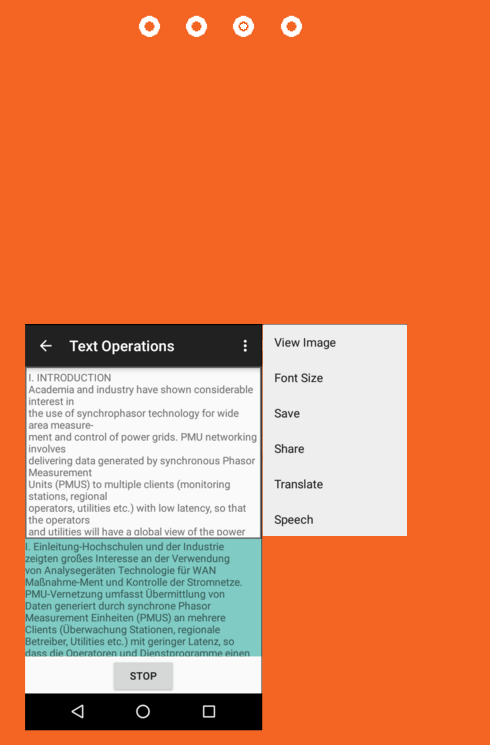 Text Operations
I. INTRODUCTION
Academia and industry have shown considerable
interest in
the use of synchrophasor technology for wide
area measure-
ment and control of power grids. PMU networking
involves
delivering data generated by synchronous Phasor
Measurement
Units (PMUS) to multiple clients (monitoring
stations, regional
operators, utilities etc.) with low latency, so that
the operators
and utilities will have a global view of the power
I. Einleitung-Hochschulen und der Industrie
zeigten großes Interesse an der Verwendung
von Analysegeräten Technologie für WAN
Maßnahme-Ment und Kontrolle der Stromnetze.
PMU-Vernetzung umfasst Übermittlung von
Daten generiert durch synchrone Phasor
Measurement Einheiten (PMUS) an mehrere
Clients (Überwachung Stationen, regionale
Betreiber, Utilities etc.) mit geringer Latenz, so
dass die Operatoren und Dienstprogramme einen
STOP
View Image
Font Size
Save
Share
Translate
Speech